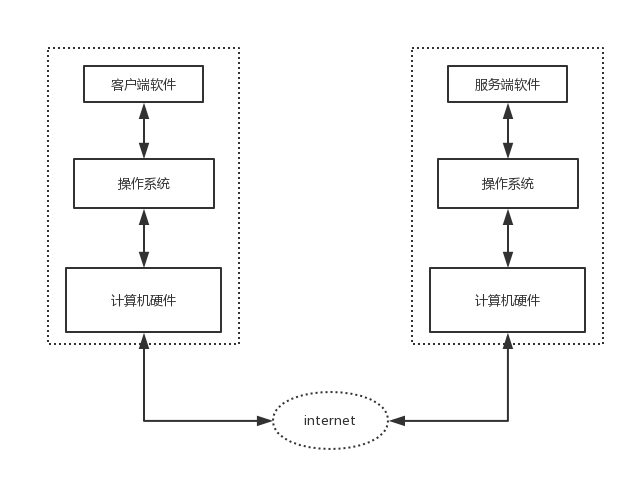 客户端软件
操作系统
计算机硬件
服务端软件
操作系统
计算机硬件
internet